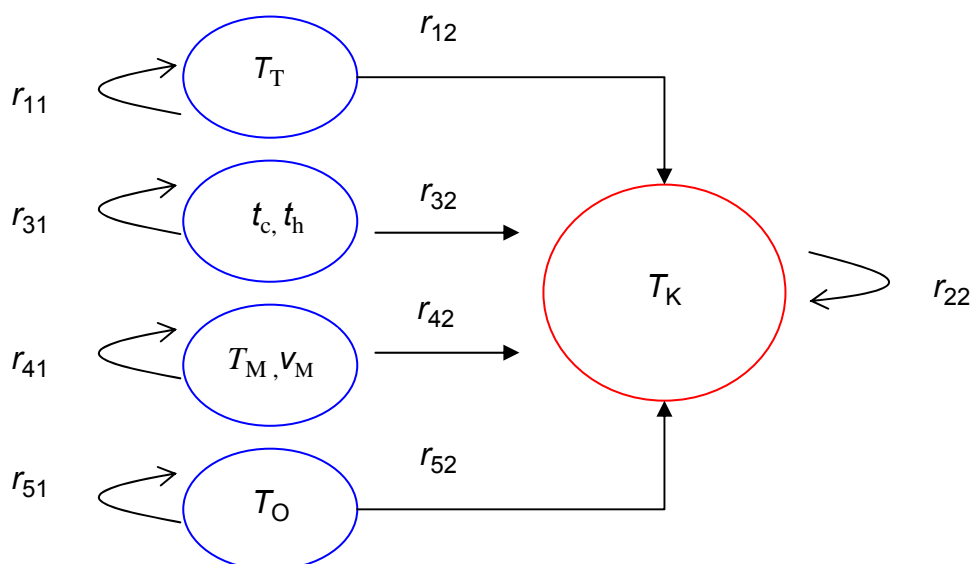 r12
TT
r11
r32
r31
tc, th
TK
r22
r42
r41
TM ,vM
r52
r51
TO